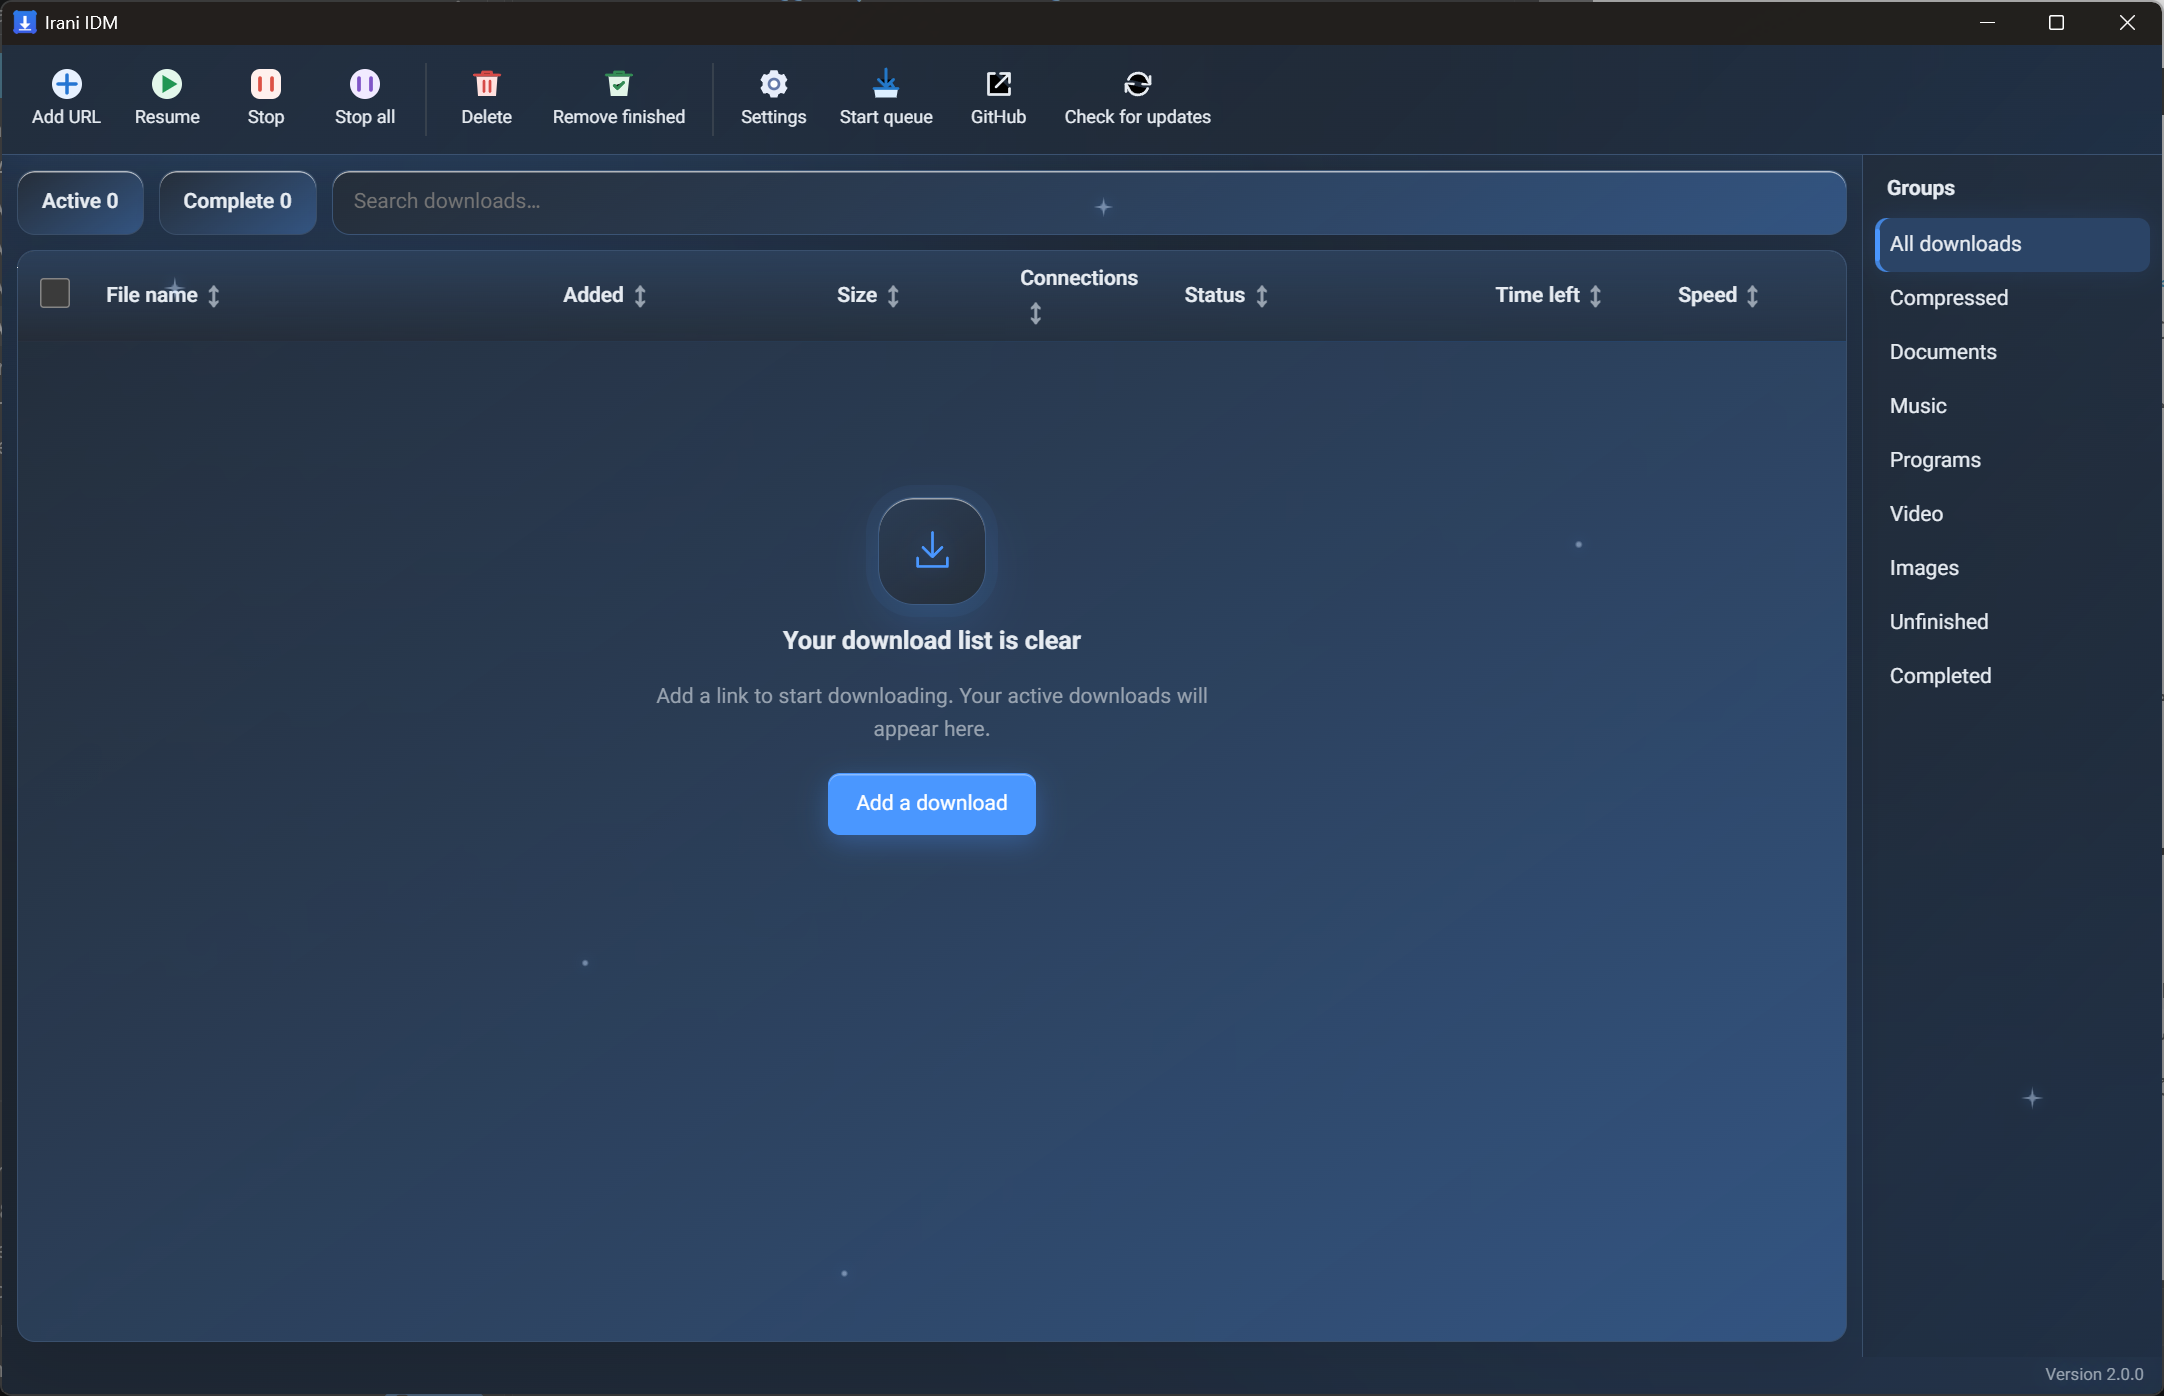 Irani IDM
Add URL
Resume
Stop
Stop all
Delete
Remove finished
Settings
Start queue
GitHub
Check for updates
Active 0
Complete 0
Search downloads...
File name
Added
Size
Connections
Status
Time left
Speed
Your download list is clear
Add a link to start downloading. Your active downloads will
appear here.
Add a download
Groups
All downloads
Compressed
Documents
Music
Programs
Video
Images
Unfinished
Completed
Version 2.0.0